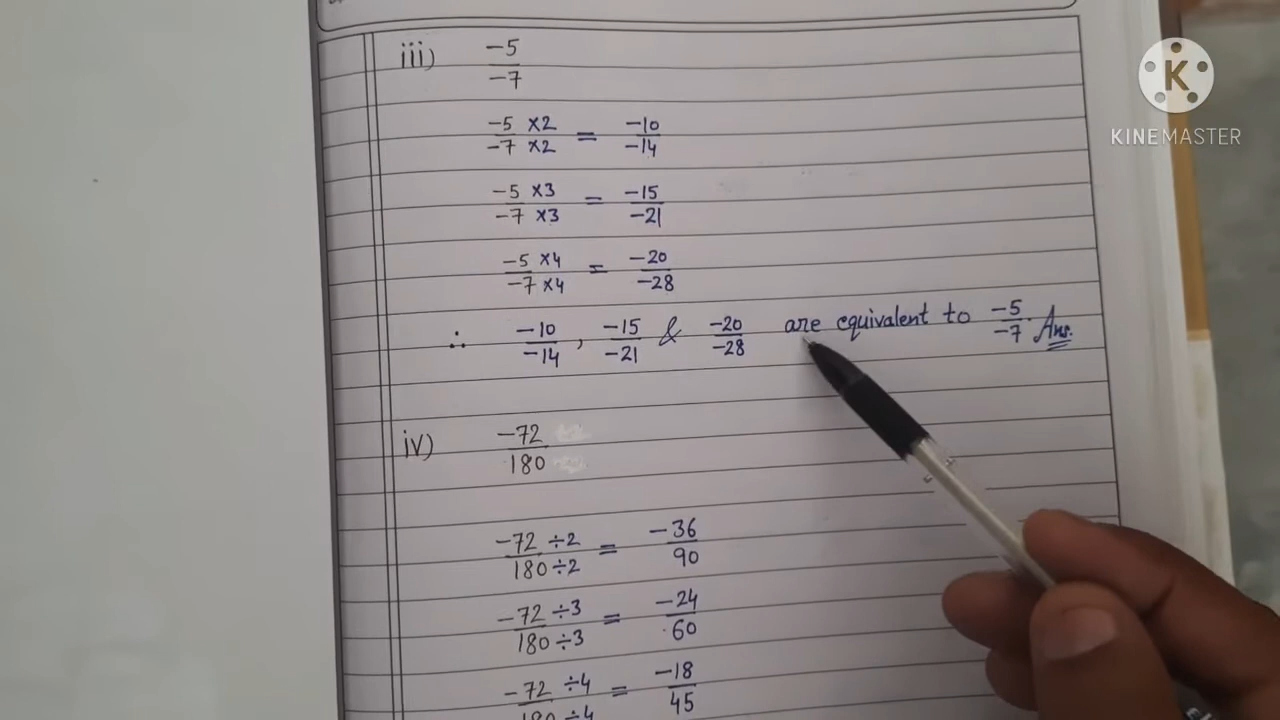 K
KINEMASTER
iii) -5/-7
-5 ×2/-7 ×2 = -10/-14
-5 ×3/-7 ×3 = -15/-21
-5 ×4/-7 ×4 = -20/-28
∴ -10/-14, -15/-21 & -20/-28 are equivalent to -5/-7. Ans.
iv) -72/180
-72 ÷2/180 ÷2 = -36/90
-72 ÷3/180 ÷3 = -24/60
-72 ÷4/180 ÷4 = -18/45